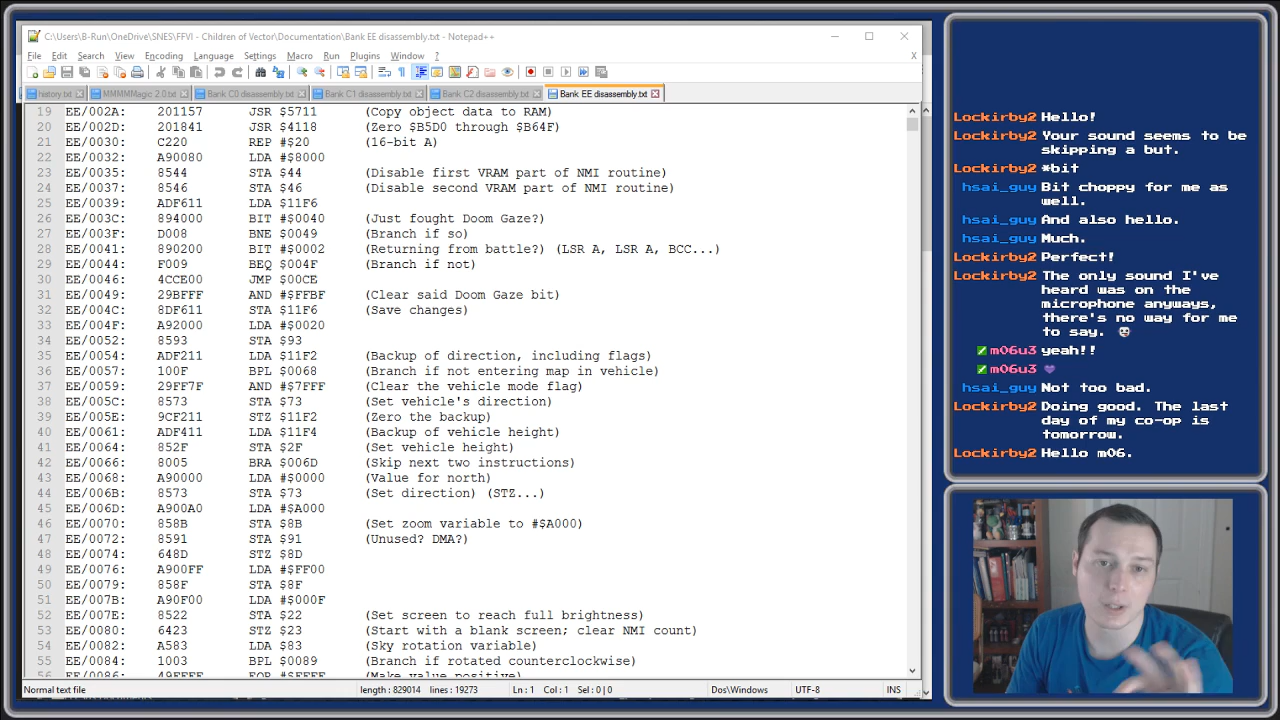 C:\Users\B-Run\OneDrive\SNES\FFVI - Children of Vector\Documentation\Bank EE disassembly.txt - Notepad++
File Edit Search View Encoding Language Settings Macro Run Plugins Window ? X
history.txt MMMMMagic 2.0.txt Bank C0 disassembly.txt Bank C1 disassembly.txt Bank C2 disassembly.txt Bank EE disassembly.txt
19 EE/002A: 201157 JSR $5711 (Copy object data to RAM)
20 EE/002D: 201841 JSR $4118 (Zero $B5D0 through $B64F)
21 EE/0030: C220 REP #$20 (16-bit A)
22 EE/0032: A90080 LDA #$8000
23 EE/0035: 8544 STA $44 (Disable first VRAM part of NMI routine)
24 EE/0037: 8546 STA $46 (Disable second VRAM part of NMI routine)
25 EE/0039: ADF611 LDA $11F6
26 EE/003C: 894000 BIT #$0040 (Just fought Doom Gaze?)
27 EE/003F: D008 BNE $0049 (Branch if so)
28 EE/0041: 890200 BIT #$0002 (Returning from battle?) (LSR A, LSR A, BCC...)
29 EE/0044: F009 BEQ $004F (Branch if not)
30 EE/0046: 4CCE00 JMP $00CE
31 EE/0049: 29BFFF AND #$FFBF (Clear said Doom Gaze bit)
32 EE/004C: 8DF611 STA $11F6 (Save changes)
33 EE/004F: A92000 LDA #$0020
34 EE/0052: 8593 STA $93
35 EE/0054: ADF211 LDA $11F2 (Backup of direction, including flags)
36 EE/0057: 100F BPL $0068 (Branch if not entering map in vehicle)
37 EE/0059: 29FF7F AND #$7FFF (Clear the vehicle mode flag)
38 EE/005C: 8573 STA $73 (Set vehicle's direction)
39 EE/005E: 9CF211 STZ $11F2 (Zero the backup)
40 EE/0061: ADF411 LDA $11F4 (Backup of vehicle height)
41 EE/0064: 852F STA $2F (Set vehicle height)
42 EE/0066: 8005 BRA $006D (Skip next two instructions)
43 EE/0068: A90000 LDA #$0000 (Value for north)
44 EE/006B: 8573 STA $73 (Set direction) (STZ...)
45 EE/006D: A900A0 LDA #$A000
46 EE/0070: 858B STA $8B (Set zoom variable to #$A000)
47 EE/0072: 8591 STA $91 (Unused? DMA?)
48 EE/0074: 648D STZ $8D
49 EE/0076: A900FF LDA #$FF00
50 EE/0079: 858F STA $8F
51 EE/007B: A90F00 LDA #$000F
52 EE/007E: 8522 STA $22 (Set screen to reach full brightness)
53 EE/0080: 6423 STZ $23 (Start with a blank screen; clear NMI count)
54 EE/0082: A583 LDA $83 (Sky rotation variable)
55 EE/0084: 1003 BPL $0089 (Branch if rotated counterclockwise)
56 EE/0086: 49FFFF EOR #$FFFF (Make value positive)
Normal text file length : 829014 lines : 19273 Ln : 1 Col : 1 Sel : 0 | 0 Dos\Windows UTF-8 INS
Lockirby2 Hello!
Lockirby2 Your sound seems to be
skipping a but.
Lockirby2 *bit
hsai_guy Bit choppy for me as
well.
hsai_guy And also hello.
hsai_guy Much.
Lockirby2 Perfect!
Lockirby2 The only sound I've
heard was on the
microphone anyways,
there's no way for me
to say.
m06u3 yeah!!
m06u3
hsai_guy Not too bad.
Lockirby2 Doing good. The last
day of my co-op is
tomorrow.
Lockirby2 Hello m06.